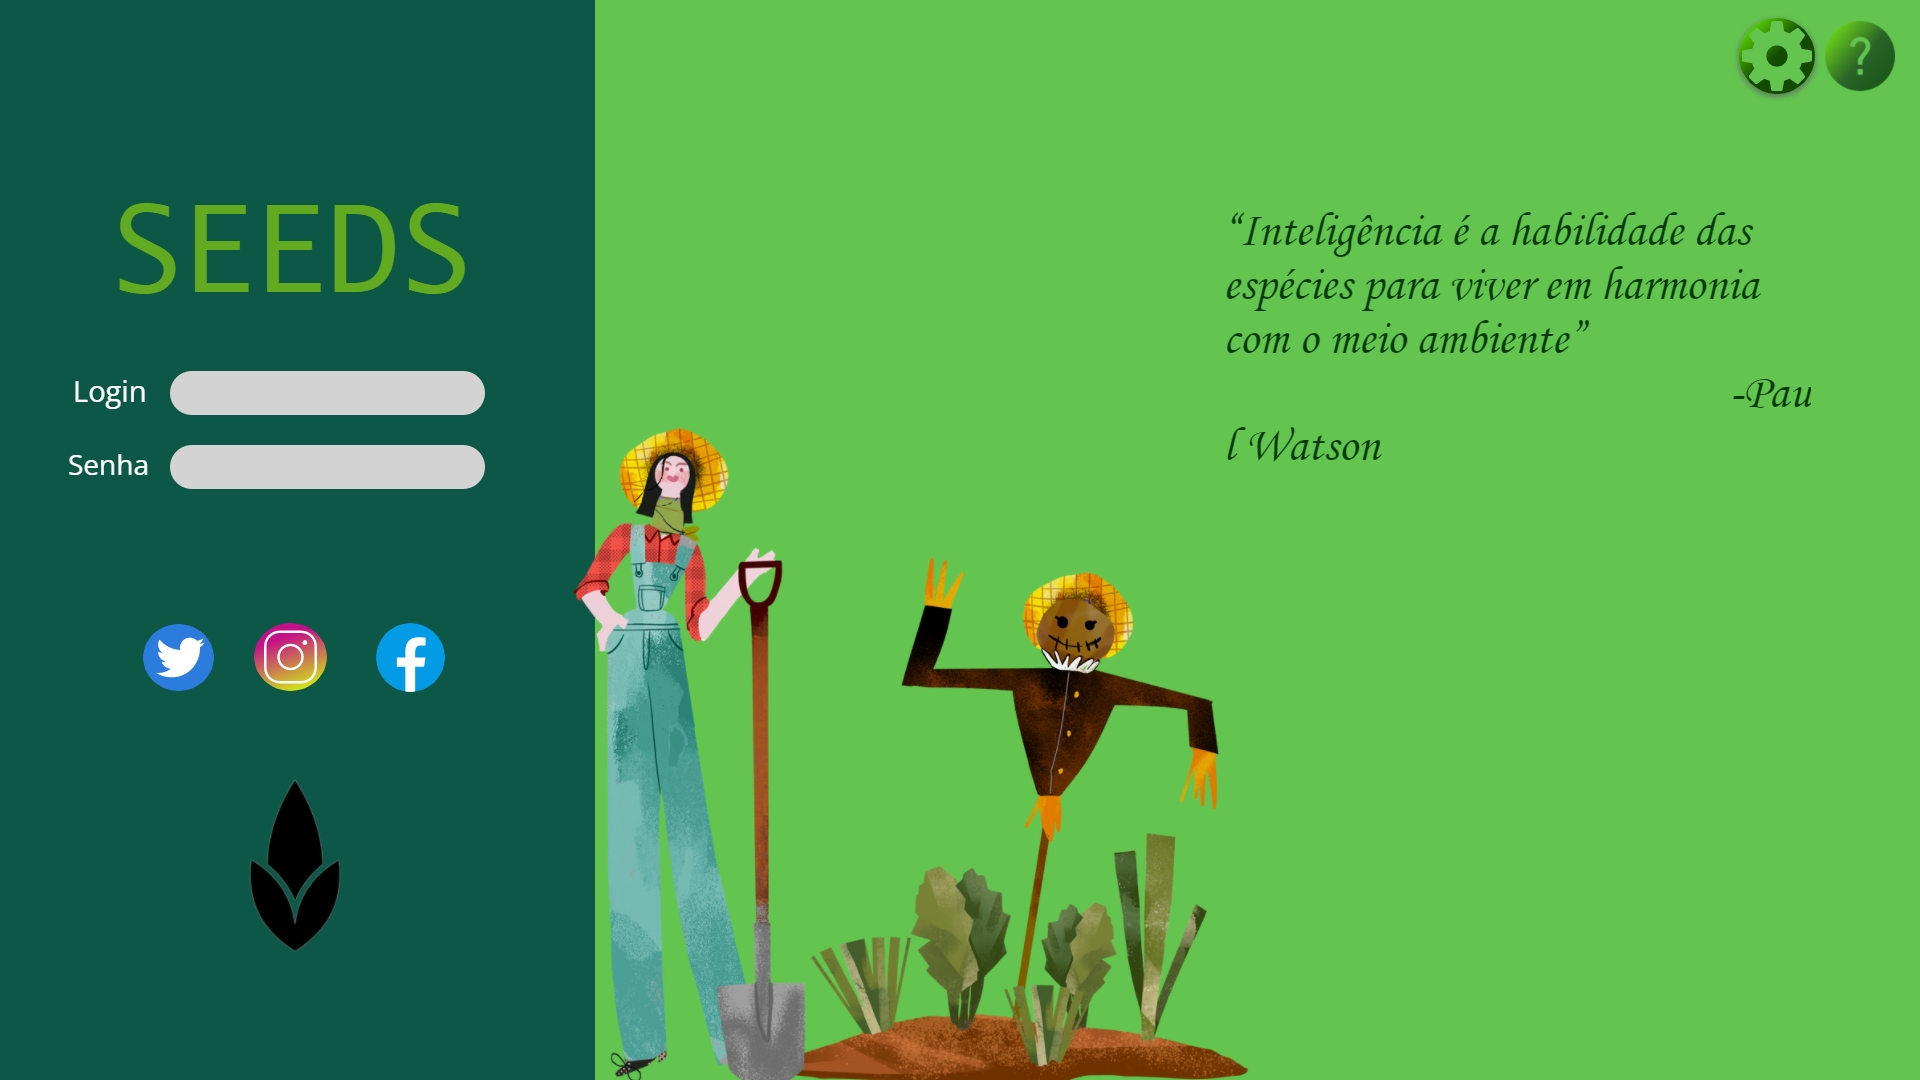 SEEDS
Login
Senha
“Inteligência é a habilidade das
espécies para viver em harmonia
com o meio ambiente”
-Pau
l Watson
?